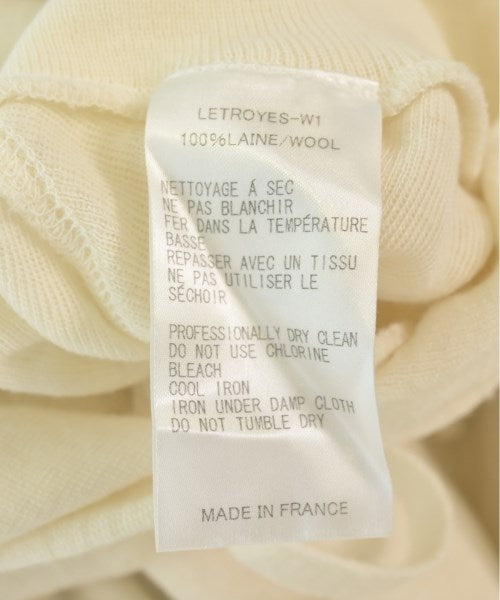 LETROYES-W1
100%LAINE/WOOL
NETTOYAGE Á SEC
NE PAS BLANCHIR
FER DANS LA TEMPÉRATURE
BASSE
REPASSER AVEC UN TISSU
NE PAS UTILISER LE
SÉCHOIR
PROFESSIONALLY DRY CLEAN
DO NOT USE CHLORINE
BLEACH
COOL IRON
IRON UNDER DAMP CLOTH
DO NOT TUMBLE DRY
MADE IN FRANCE